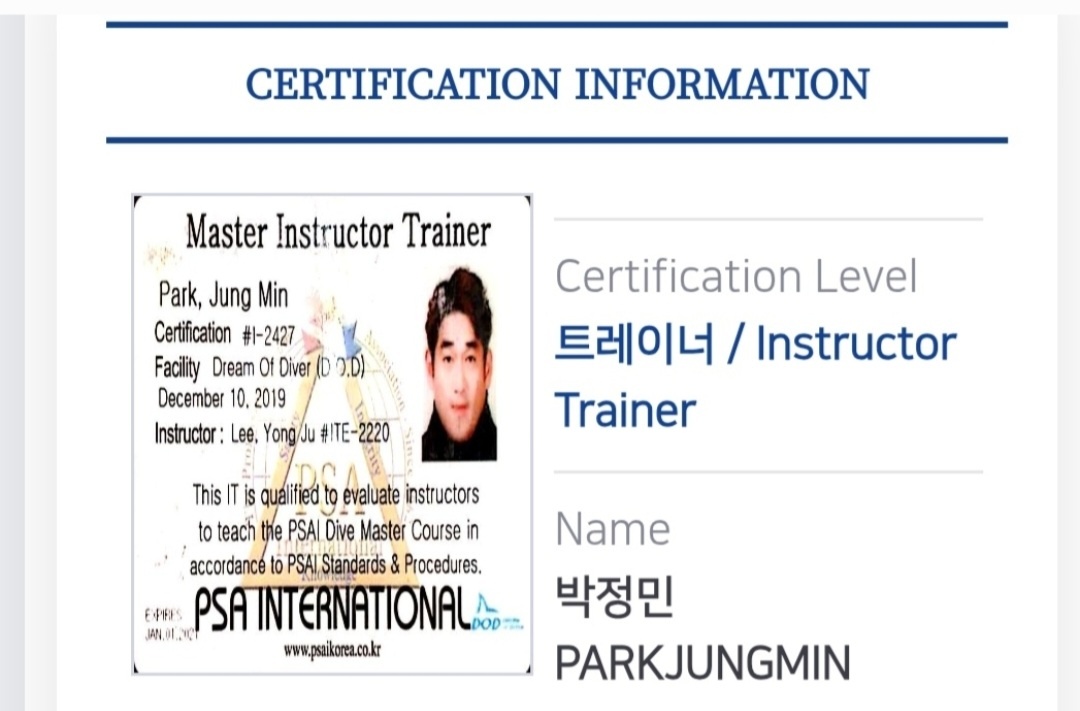 CERTIFICATION INFORMATION
Master Instructor Trainer
Park, Jung Min
Certification #I-2427
Facility Dream Of Diver (D.O.D)
December 10, 2019
Instructor : Lee, Yong Ju #ITE-2220
This IT is qualified to evaluate instructors
to teach the PSAI Dive Master Course in
accordance to PSAI Standards & Procedures.
EXPIRES
JAN.01
PSA INTERNATIONAL
DOD
www.psaikorea.co.kr
Certification Level
트레이너 / Instructor
Trainer
Name
박정민
PARKJUNGMIN